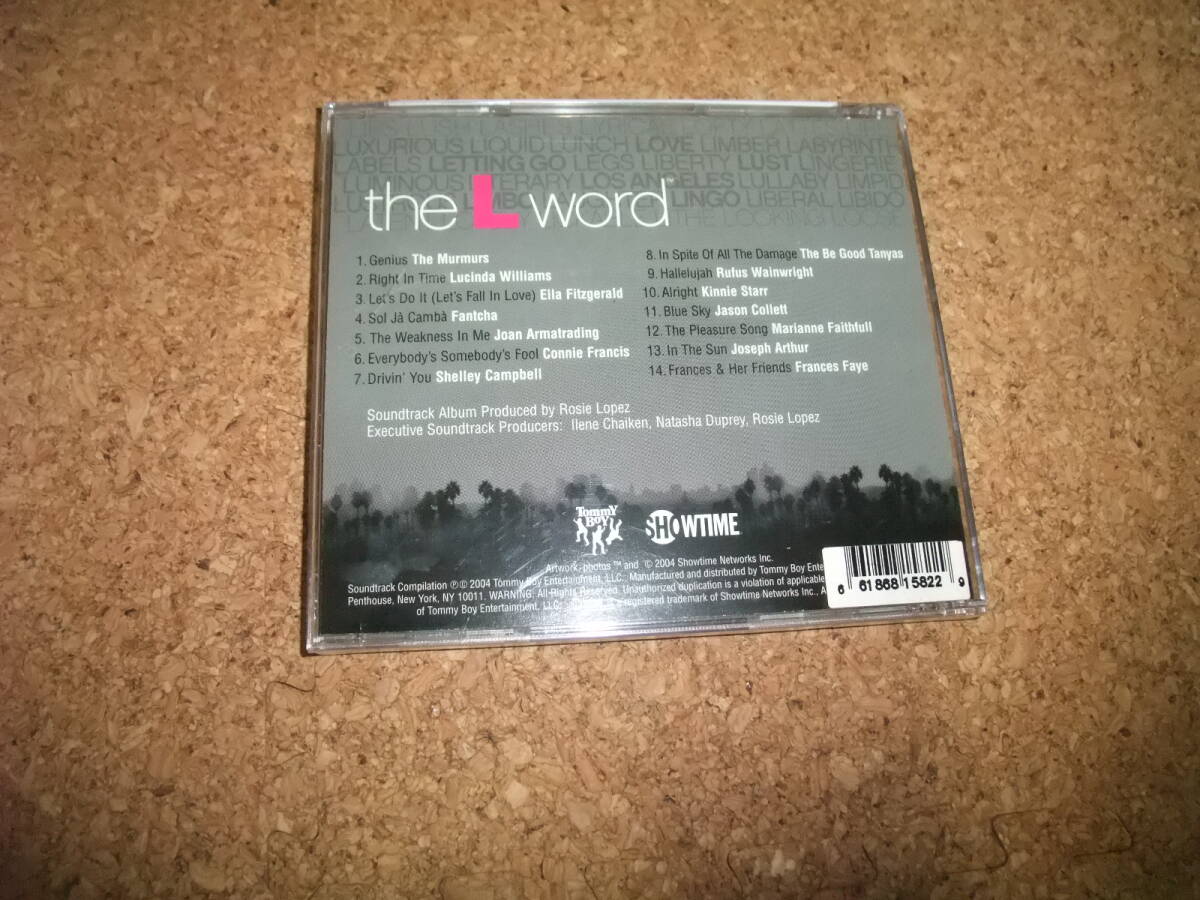 LUXURIOUS LIQUID LUNCH LOVE LIMBER LABYRINTH
LABELS LETTING GO LEGS LIBERTY LUST LINGERIE
LUMINOUS LITERARY LOS ANGELES LULLABY LIMPID
LINGO LIBERAL LIBIDO
THE LOOKING
the L word™
1. Genius The Murmurs
2. Right In Time Lucinda Williams
3. Let's Do It (Let's Fall In Love) Ella Fitzgerald
4. Sol Jà Cambà Fantcha
5. The Weakness In Me Joan Armatrading
6. Everybody's Somebody's Fool Connie Francis
7. Drivin' You Shelley Campbell
8. In Spite Of All The Damage The Be Good Tanyas
9. Hallelujah Rufus Wainwright
10. Alright Kinnie Starr
11. Blue Sky Jason Collett
12. The Pleasure Song Marianne Faithfull
13. In The Sun Joseph Arthur
14. Frances & Her Friends Frances Faye
Soundtrack Album Produced by Rosie Lopez
Executive Soundtrack Producers: Ilene Chaiken, Natasha Duprey, Rosie Lopez
Tommy Boy
SHOWTIME
Artwork, photos ™ and © 2004 Showtime Networks Inc.
Soundtrack Compilation ℗© 2004 Tommy Boy Entertainment, LLC. Manufactured and distributed by Tommy Boy Ente
Penthouse, New York, NY 10011. WARNING: All Rights Reserved. Unauthorized duplication is a violation of applicable
of Tommy Boy Entertainment, LLC. is a registered trademark of Showtime Networks Inc., A
6 61868 15822 9